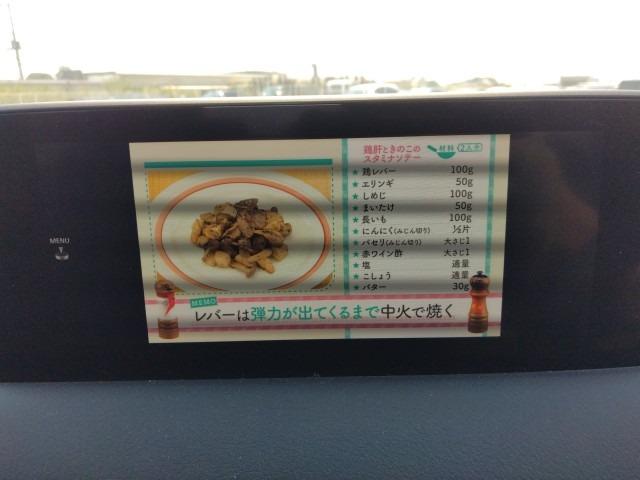 MENU
鶏肝ときのこの
スタミナソテー
材料
2人分
★ 鶏レバー 100g
★ エリンギ 50g
★ しめじ 100g
★ まいたけ 50g
★ 長いも 100g
★ にんにく(みじん切り) ½片
★ パセリ(みじん切り) 大さじ1
★ 赤ワイン酢 大さじ1
★ 塩 適量
★ こしょう 適量
★ バター 30g
MEMO
レバーは弾力が出てくるまで中火で焼く